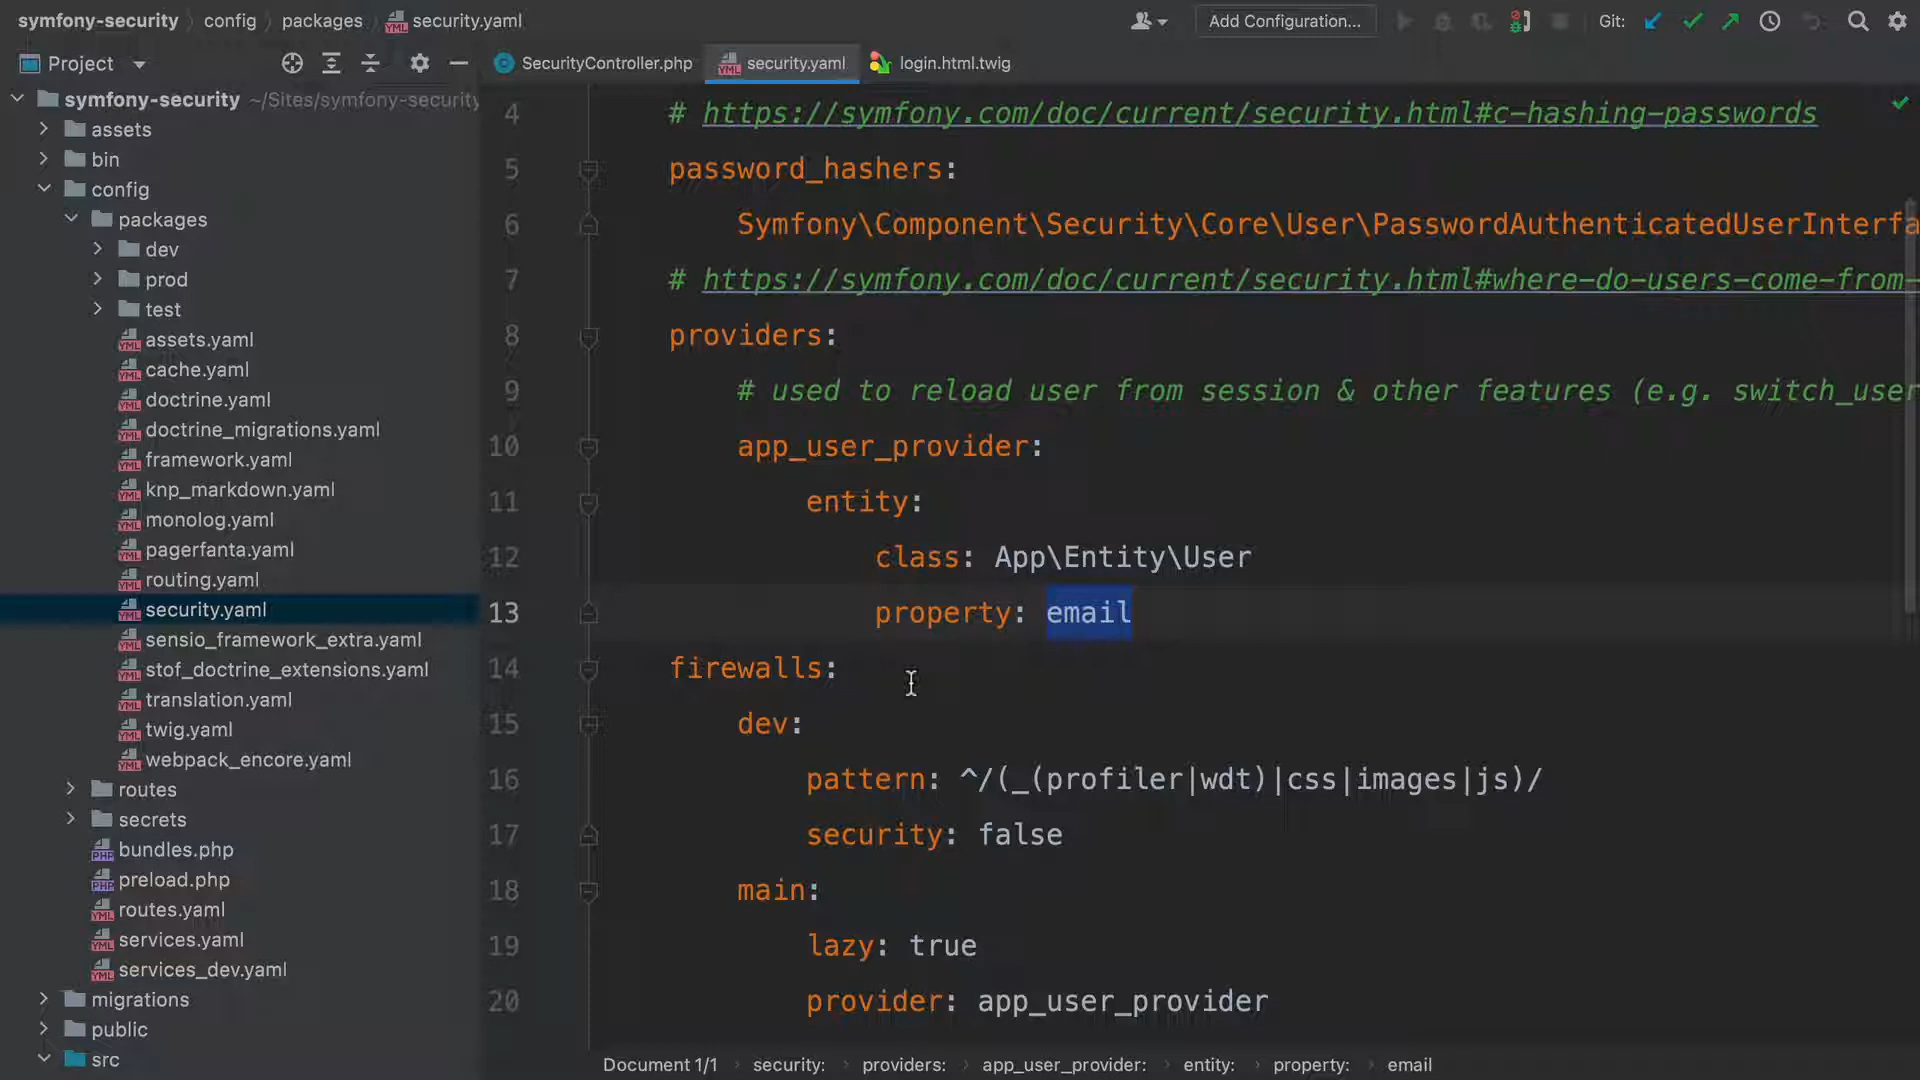 symfony-security config packages security.yaml
Add Configuration...
Git:
Project
SecurityController.php
security.yaml
login.html.twig
symfony-security ~/Sites/symfony-security
assets
bin
config
packages
dev
prod
test
assets.yaml
cache.yaml
doctrine.yaml
doctrine_migrations.yaml
framework.yaml
knp_markdown.yaml
monolog.yaml
pagerfanta.yaml
routing.yaml
security.yaml
sensio_framework_extra.yaml
stof_doctrine_extensions.yaml
translation.yaml
twig.yaml
webpack_encore.yaml
routes
secrets
bundles.php
preload.php
routes.yaml
services.yaml
services_dev.yaml
migrations
public
src
4 # https://symfony.com/doc/current/security.html#c-hashing-passwords
5 password_hashers:
6 Symfony\Component\Security\Core\User\PasswordAuthenticatedUserInterfa
7 # https://symfony.com/doc/current/security.html#where-do-users-come-from-
8 providers:
9 # used to reload user from session & other features (e.g. switch_user
10 app_user_provider:
11 entity:
12 class: App\Entity\User
13 property: email
14 firewalls:
15 dev:
16 pattern: ^/(_(profiler|wdt)|css|images|js)/
17 security: false
18 main:
19 lazy: true
20 provider: app_user_provider
Document 1/1 security: providers: app_user_provider: entity: property: email